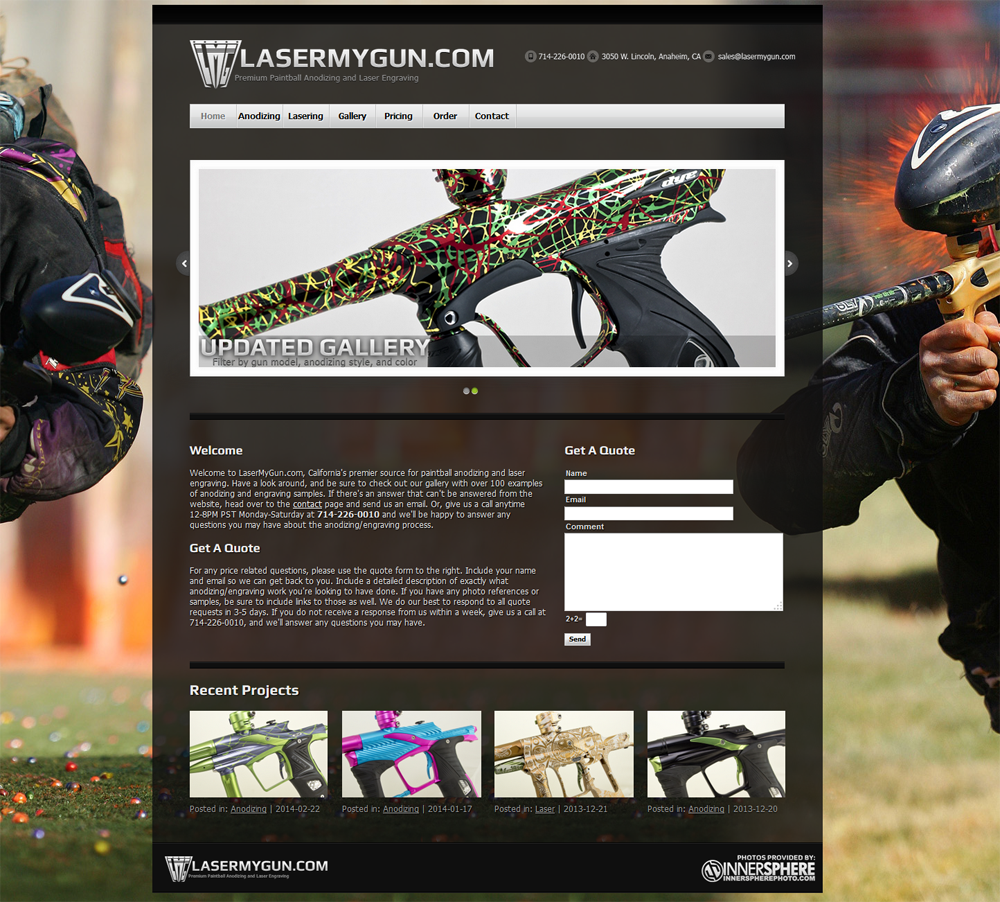 LASERMYGUN.COM
Premium Paintball Anodizing and Laser Engraving
714-226-0010 3050 W. Lincoln, Anaheim, CA sales@lasermygun.com
Home Anodizing Lasering Gallery Pricing Order Contact
dye
UPDATED GALLERY
Filter by gun model, anodizing style, and color
Welcome
Welcome to LaserMyGun.com, California's premier source for paintball anodizing and laser
engraving. Have a look around, and be sure to check out our gallery with over 100 examples
of anodizing and engraving samples. If there's an answer that can't be answered from the
website, head over to the contact page and send us an email. Or, give us a call anytime
12-8PM PST Monday-Saturday at 714-226-0010 and we'll be happy to answer any
questions you may have about the anodizing/engraving process.
Get A Quote
For any price related questions, please use the quote form to the right. Include your name
and email so we can get back to you. Include a detailed description of exactly what
anodizing/engraving work you're looking to have done. If you have any photo references or
samples, be sure to include links to those as well. We do our best to respond to all quote
requests in 3-5 days. If you do not receive a response from us within a week, give us a call at
714-226-0010, and we'll answer any questions you may have.
Get A Quote
Name
Email
Comment
2+2=
Send
Recent Projects
Posted in: Anodizing | 2014-02-22
Posted in: Anodizing | 2014-01-17
Posted in: Laser | 2013-12-21
Posted in: Anodizing | 2013-12-20
LASERMYGUN.COM
Premium Paintball Anodizing and Laser Engraving
PHOTOS PROVIDED BY:
INNERSPHERE
INNERSPHEREPHOTO.COM